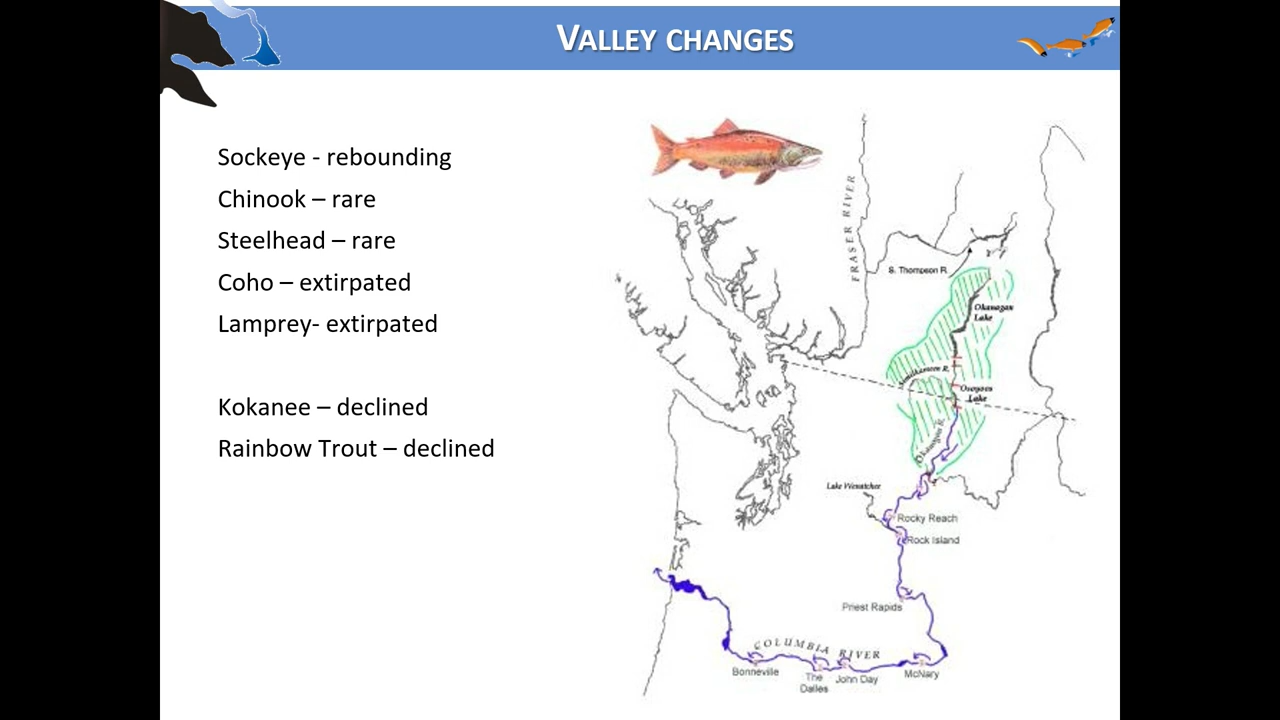 VALLEY CHANGES
Sockeye - rebounding
Chinook – rare
Steelhead – rare
Coho – extirpated
Lamprey- extirpated
Kokanee – declined
Rainbow Trout – declined
FRASER RIVER
S. Thompson R.
Okanagan
Lake
Similkameen R.
Osoyoos
Lake
Okanogan R.
Lake Wenatchee
Rocky Reach
Rock Island
Priest Rapids
COLUMBIA RIVER
Bonneville
The
Dalles
John Day
McNary